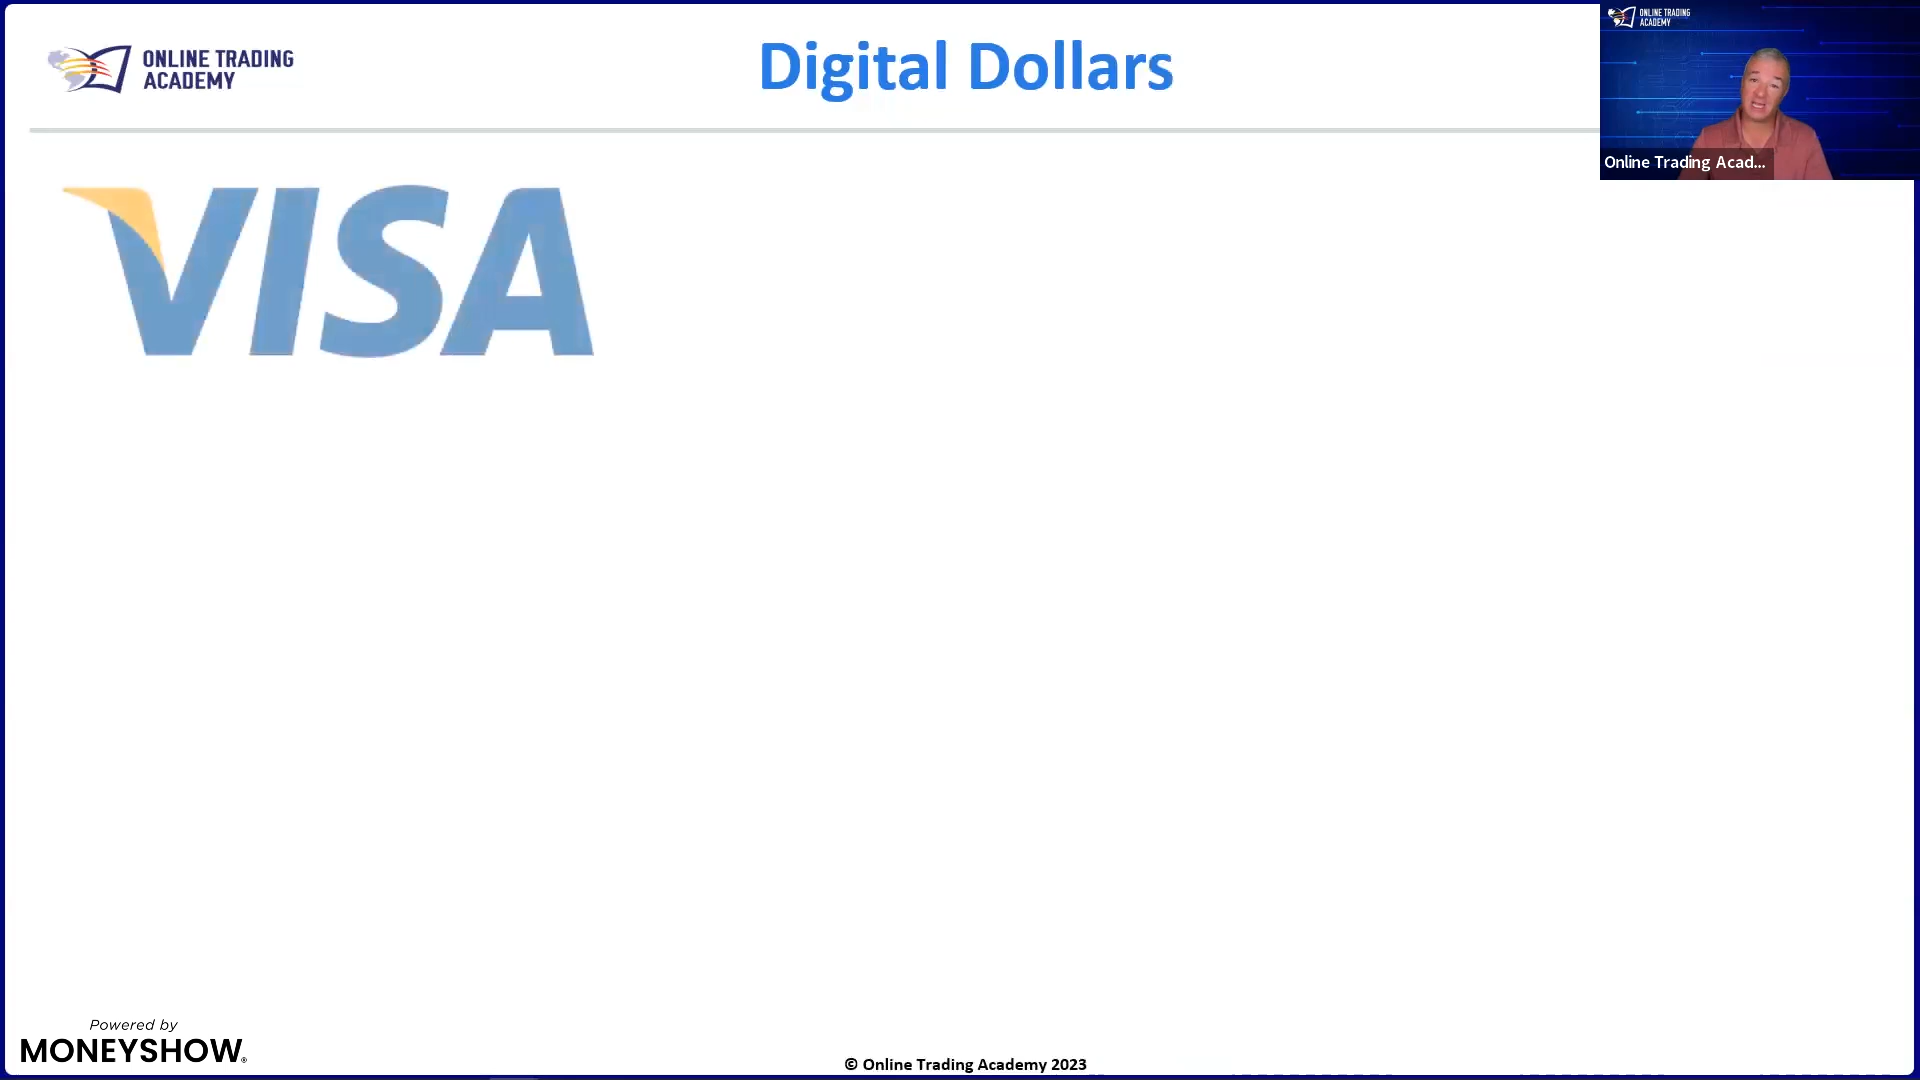 ONLINE TRADING
ACADEMY
Digital Dollars
ONLINE TRADING
ACADEMY
Online Trading Acad...
VISA
Powered by
MONEYSHOW®
© Online Trading Academy 2023